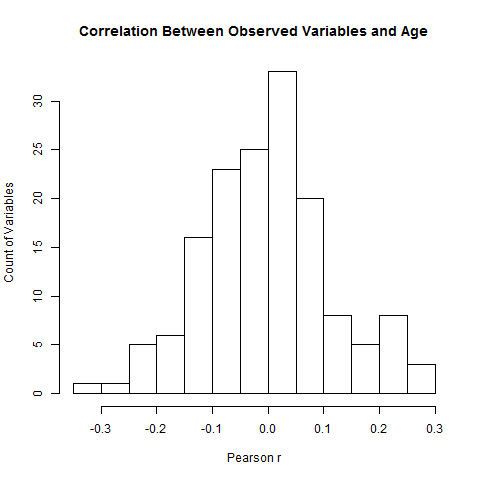 Correlation Between Observed Variables and Age
Count of Variables
30
25
20
15
10
5
0
-0.3 -0.2 -0.1 0.0 0.1 0.2 0.3
Pearson r